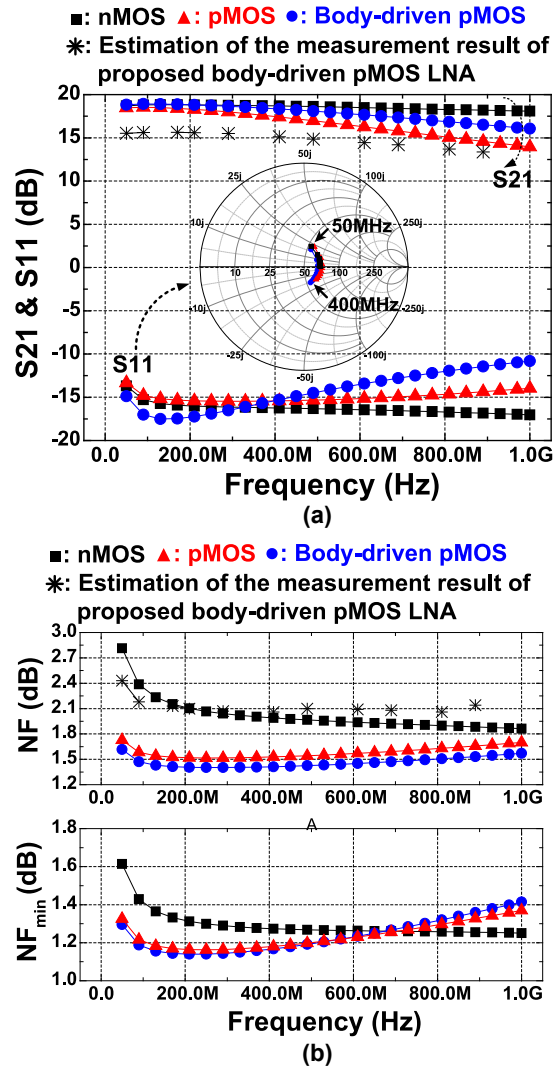 ■: nMOS ▲: pMOS ●: Body-driven pMOS
✳: Estimation of the measurement result of
proposed body-driven pMOS LNA
S21 & S11 (dB)
20
15
10
5
0
-5
-10
-15
-20
S21
S11
50j
25j
100j
10j
250j
10 25 50 100 250
-10j
-250j
-25j
-100j
-50j
50MHz
400MHz
0.0 200.0M 400.0M 600.0M 800.0M 1.0G
Frequency (Hz)
(a)
■: nMOS ▲: pMOS ●: Body-driven pMOS
✳: Estimation of the measurement result of
proposed body-driven pMOS LNA
NF (dB)
3.0
2.7
2.4
2.1
1.8
1.5
1.2
0.0 200.0M 400.0M 600.0M 800.0M 1.0G
A
NFmin (dB)
1.8
1.6
1.4
1.2
1.0
0.0 200.0M 400.0M 600.0M 800.0M 1.0G
Frequency (Hz)
(b)